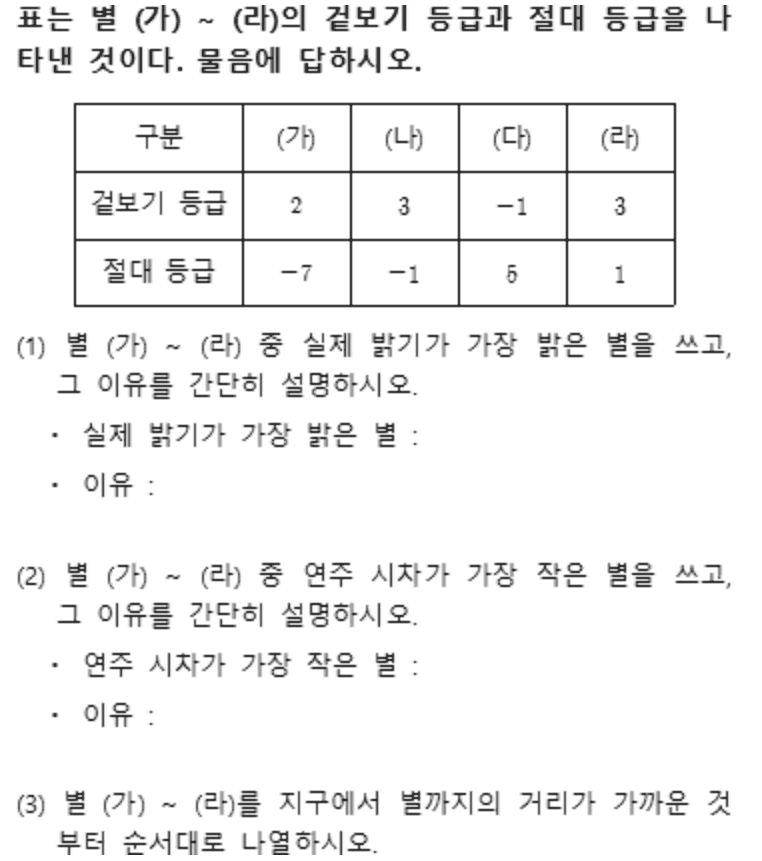 표는 별 (가) ~ (라)의 겉보기 등급과 절대 등급을 나
타낸 것이다. 물음에 답하시오.
구분 (가) (나) (다) (라)
겉보기 등급 2 3 −1 3
절대 등급 −7 −1 5 1
(1) 별 (가) ~ (라) 중 실제 밝기가 가장 밝은 별을 쓰고,
그 이유를 간단히 설명하시오.
· 실제 밝기가 가장 밝은 별 :
· 이유 :
(2) 별 (가) ~ (라) 중 연주 시차가 가장 작은 별을 쓰고,
그 이유를 간단히 설명하시오.
· 연주 시차가 가장 작은 별 :
· 이유 :
(3) 별 (가) ~ (라)를 지구에서 별까지의 거리가 가까운 것
부터 순서대로 나열하시오.